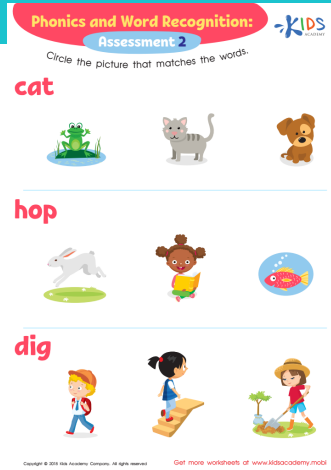 Phonics and Word Recognition:
KIDS
ACADEMY
Assessment 2
Circle the picture that matches the words.
cat
hop
dig
Copyright © 2015 Kids Academy Company. All rights reserved
Get more worksheets at www.kidsacademy.mobi